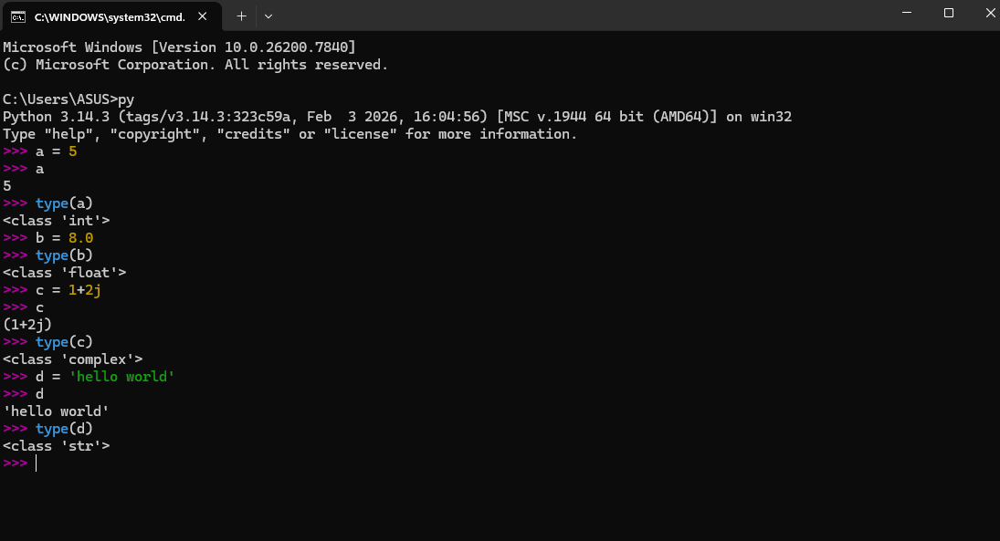 C:\WINDOWS\system32\cmd.
Microsoft Windows [Version 10.0.26200.7840]
(c) Microsoft Corporation. All rights reserved.
C:\Users\ASUS>py
Python 3.14.3 (tags/v3.14.3:323c59a, Feb  3 2026, 16:04:56) [MSC v.1944 64 bit (AMD64)] on win32
Type "help", "copyright", "credits" or "license" for more information.
>>> a = 5
>>> a
5
>>> type(a)
<class 'int'>
>>> b = 8.0
>>> type(b)
<class 'float'>
>>> c = 1+2j
>>> c
(1+2j)
>>> type(c)
<class 'complex'>
>>> d = 'hello world'
>>> d
'hello world'
>>> type(d)
<class 'str'>
>>>